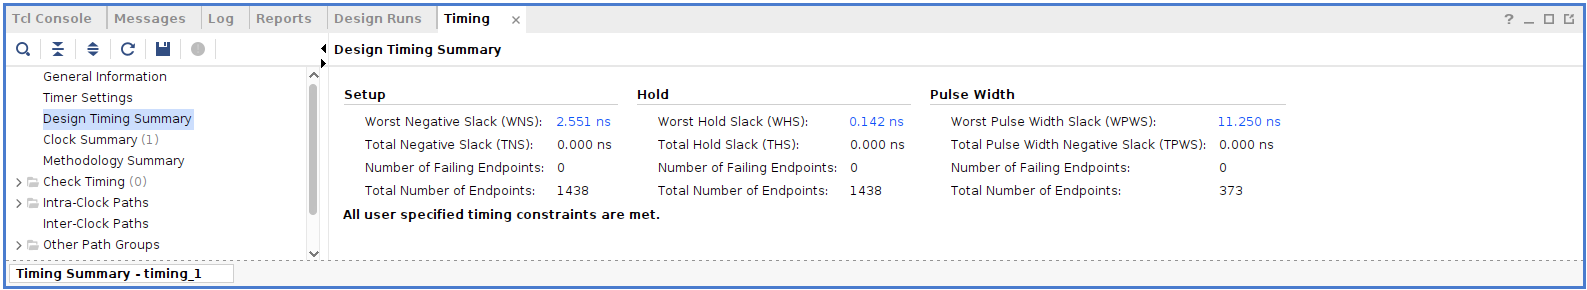 Tcl Console Messages Log Reports Design Runs Timing × ?
Design Timing Summary
General Information
Timer Settings
Design Timing Summary
Clock Summary (1)
Methodology Summary
Check Timing (0)
Intra-Clock Paths
Inter-Clock Paths
Other Path Groups
Setup
Worst Negative Slack (WNS): 2.551 ns
Total Negative Slack (TNS): 0.000 ns
Number of Failing Endpoints: 0
Total Number of Endpoints: 1438
Hold
Worst Hold Slack (WHS): 0.142 ns
Total Hold Slack (THS): 0.000 ns
Number of Failing Endpoints: 0
Total Number of Endpoints: 1438
Pulse Width
Worst Pulse Width Slack (WPWS): 11.250 ns
Total Pulse Width Negative Slack (TPWS): 0.000 ns
Number of Failing Endpoints: 0
Total Number of Endpoints: 373
All user specified timing constraints are met.
Timing Summary - timing_1